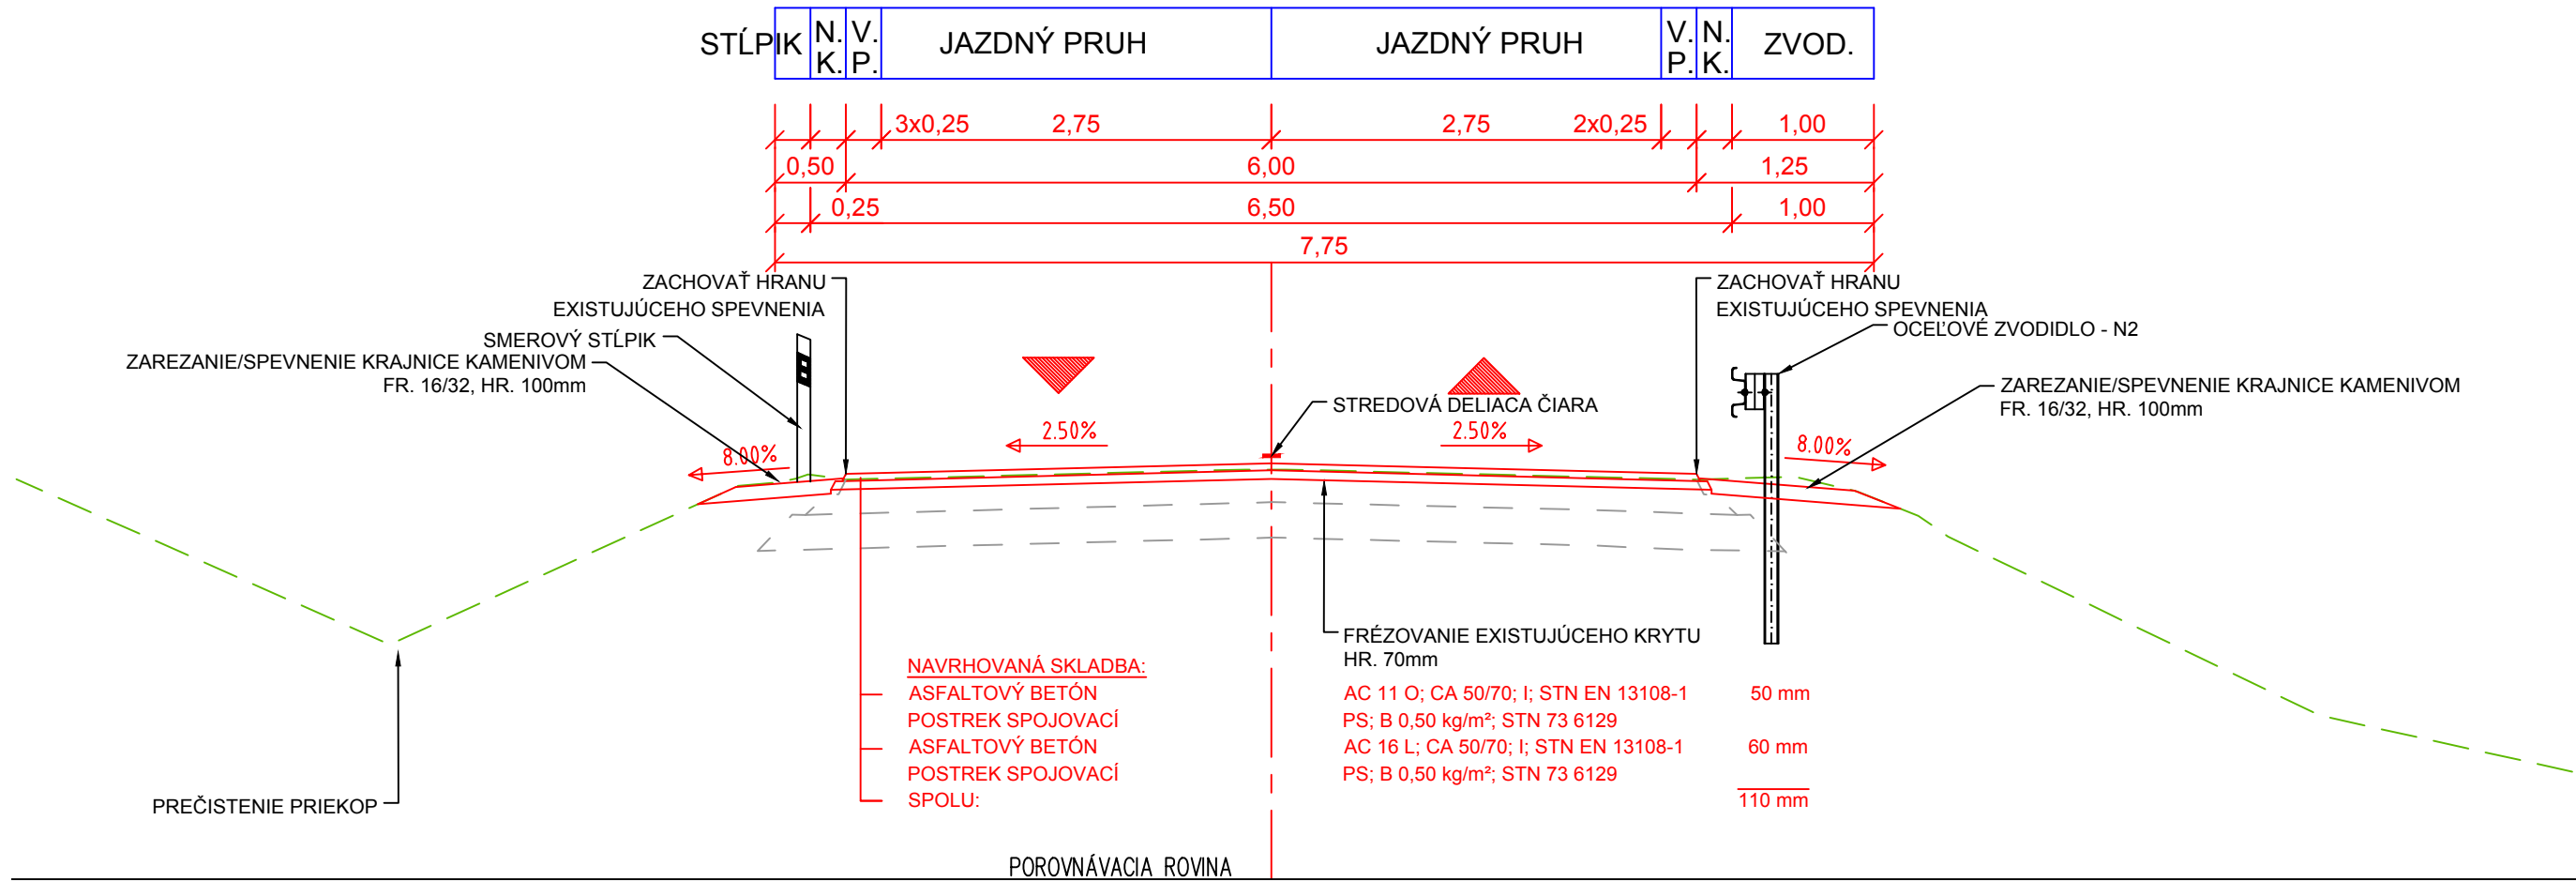 STĹPIK N. K. V. P. JAZDNÝ PRUH JAZDNÝ PRUH V. P. N. K. ZVOD.
3x0,25 2,75 2,75 2x0,25 1,00
0,50 6,00 1,25
0,25 6,50 1,00
7,75
ZACHOVAŤ HRANU
EXISTUJÚCEHO SPEVNENIA
SMEROVÝ STĹPIK
ZAREZANIE/SPEVNENIE KRAJNICE KAMENIVOM
FR. 16/32, HR. 100mm
ZACHOVAŤ HRANU
EXISTUJÚCEHO SPEVNENIA
OCEĽOVÉ ZVODIDLO - N2
ZAREZANIE/SPEVNENIE KRAJNICE KAMENIVOM
FR. 16/32, HR. 100mm
STREDOVÁ DELIACA ČIARA
8.00% 2.50% 2.50% 8.00%
FRÉZOVANIE EXISTUJÚCEHO KRYTU
HR. 70mm
NAVRHOVANÁ SKLADBA:
ASFALTOVÝ BETÓN AC 11 O; CA 50/70; I; STN EN 13108-1 50 mm
POSTREK SPOJOVACÍ PS; B 0,50 kg/m²; STN 73 6129
ASFALTOVÝ BETÓN AC 16 L; CA 50/70; I; STN EN 13108-1 60 mm
POSTREK SPOJOVACÍ PS; B 0,50 kg/m²; STN 73 6129
SPOLU: 110 mm
PREČISTENIE PRIEKOP
POROVNÁVACIA ROVINA